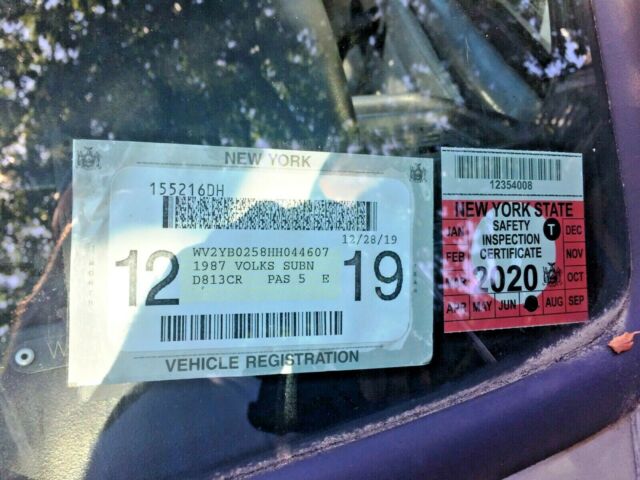 NEW YORK
155216DH
12/28/19
12
WV2YB0258HH044607
1987 VOLKS SUBN
D813CR PAS 5 E
19
VEHICLE REGISTRATION
12354008
NEW YORK STATE
SAFETY
INSPECTION
CERTIFICATE
2020
JAN
FEB
APR MAY JUN
AUG SEP
OCT
NOV
DEC
T
W